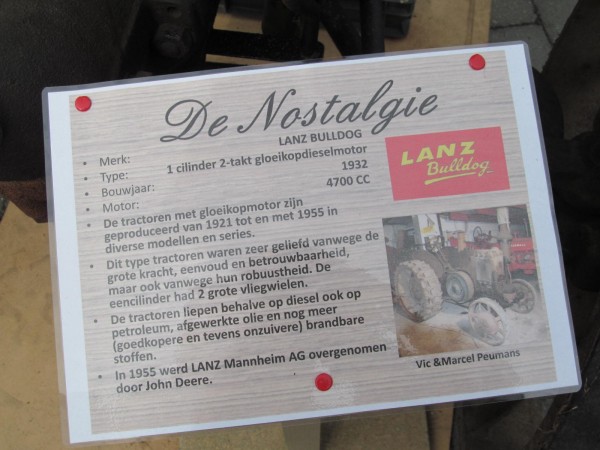 De Nostalgie
• Merk: LANZ BULLDOG
• Type: 1 cilinder 2-takt gloeikopdieselmotor
• Bouwjaar: 1932
• Motor: 4700 CC
• De tractoren met gloeikopmotor zijn
geproduceerd van 1921 tot en met 1955 in
diverse modellen en series.
• Dit type tractoren waren zeer geliefd vanwege de
grote kracht, eenvoud en betrouwbaarheid,
maar ook vanwege hun robuustheid. De
eencilinder had 2 grote vliegwielen.
• De tractoren liepen behalve op diesel ook op
petroleum, afgewerkte olie en nog meer
(goedkopere en tevens onzuivere) brandbare
stoffen.
• In 1955 werd LANZ Mannheim AG overgenomen
door John Deere.
LANZ
Bulldog
Vic &Marcel Peumans